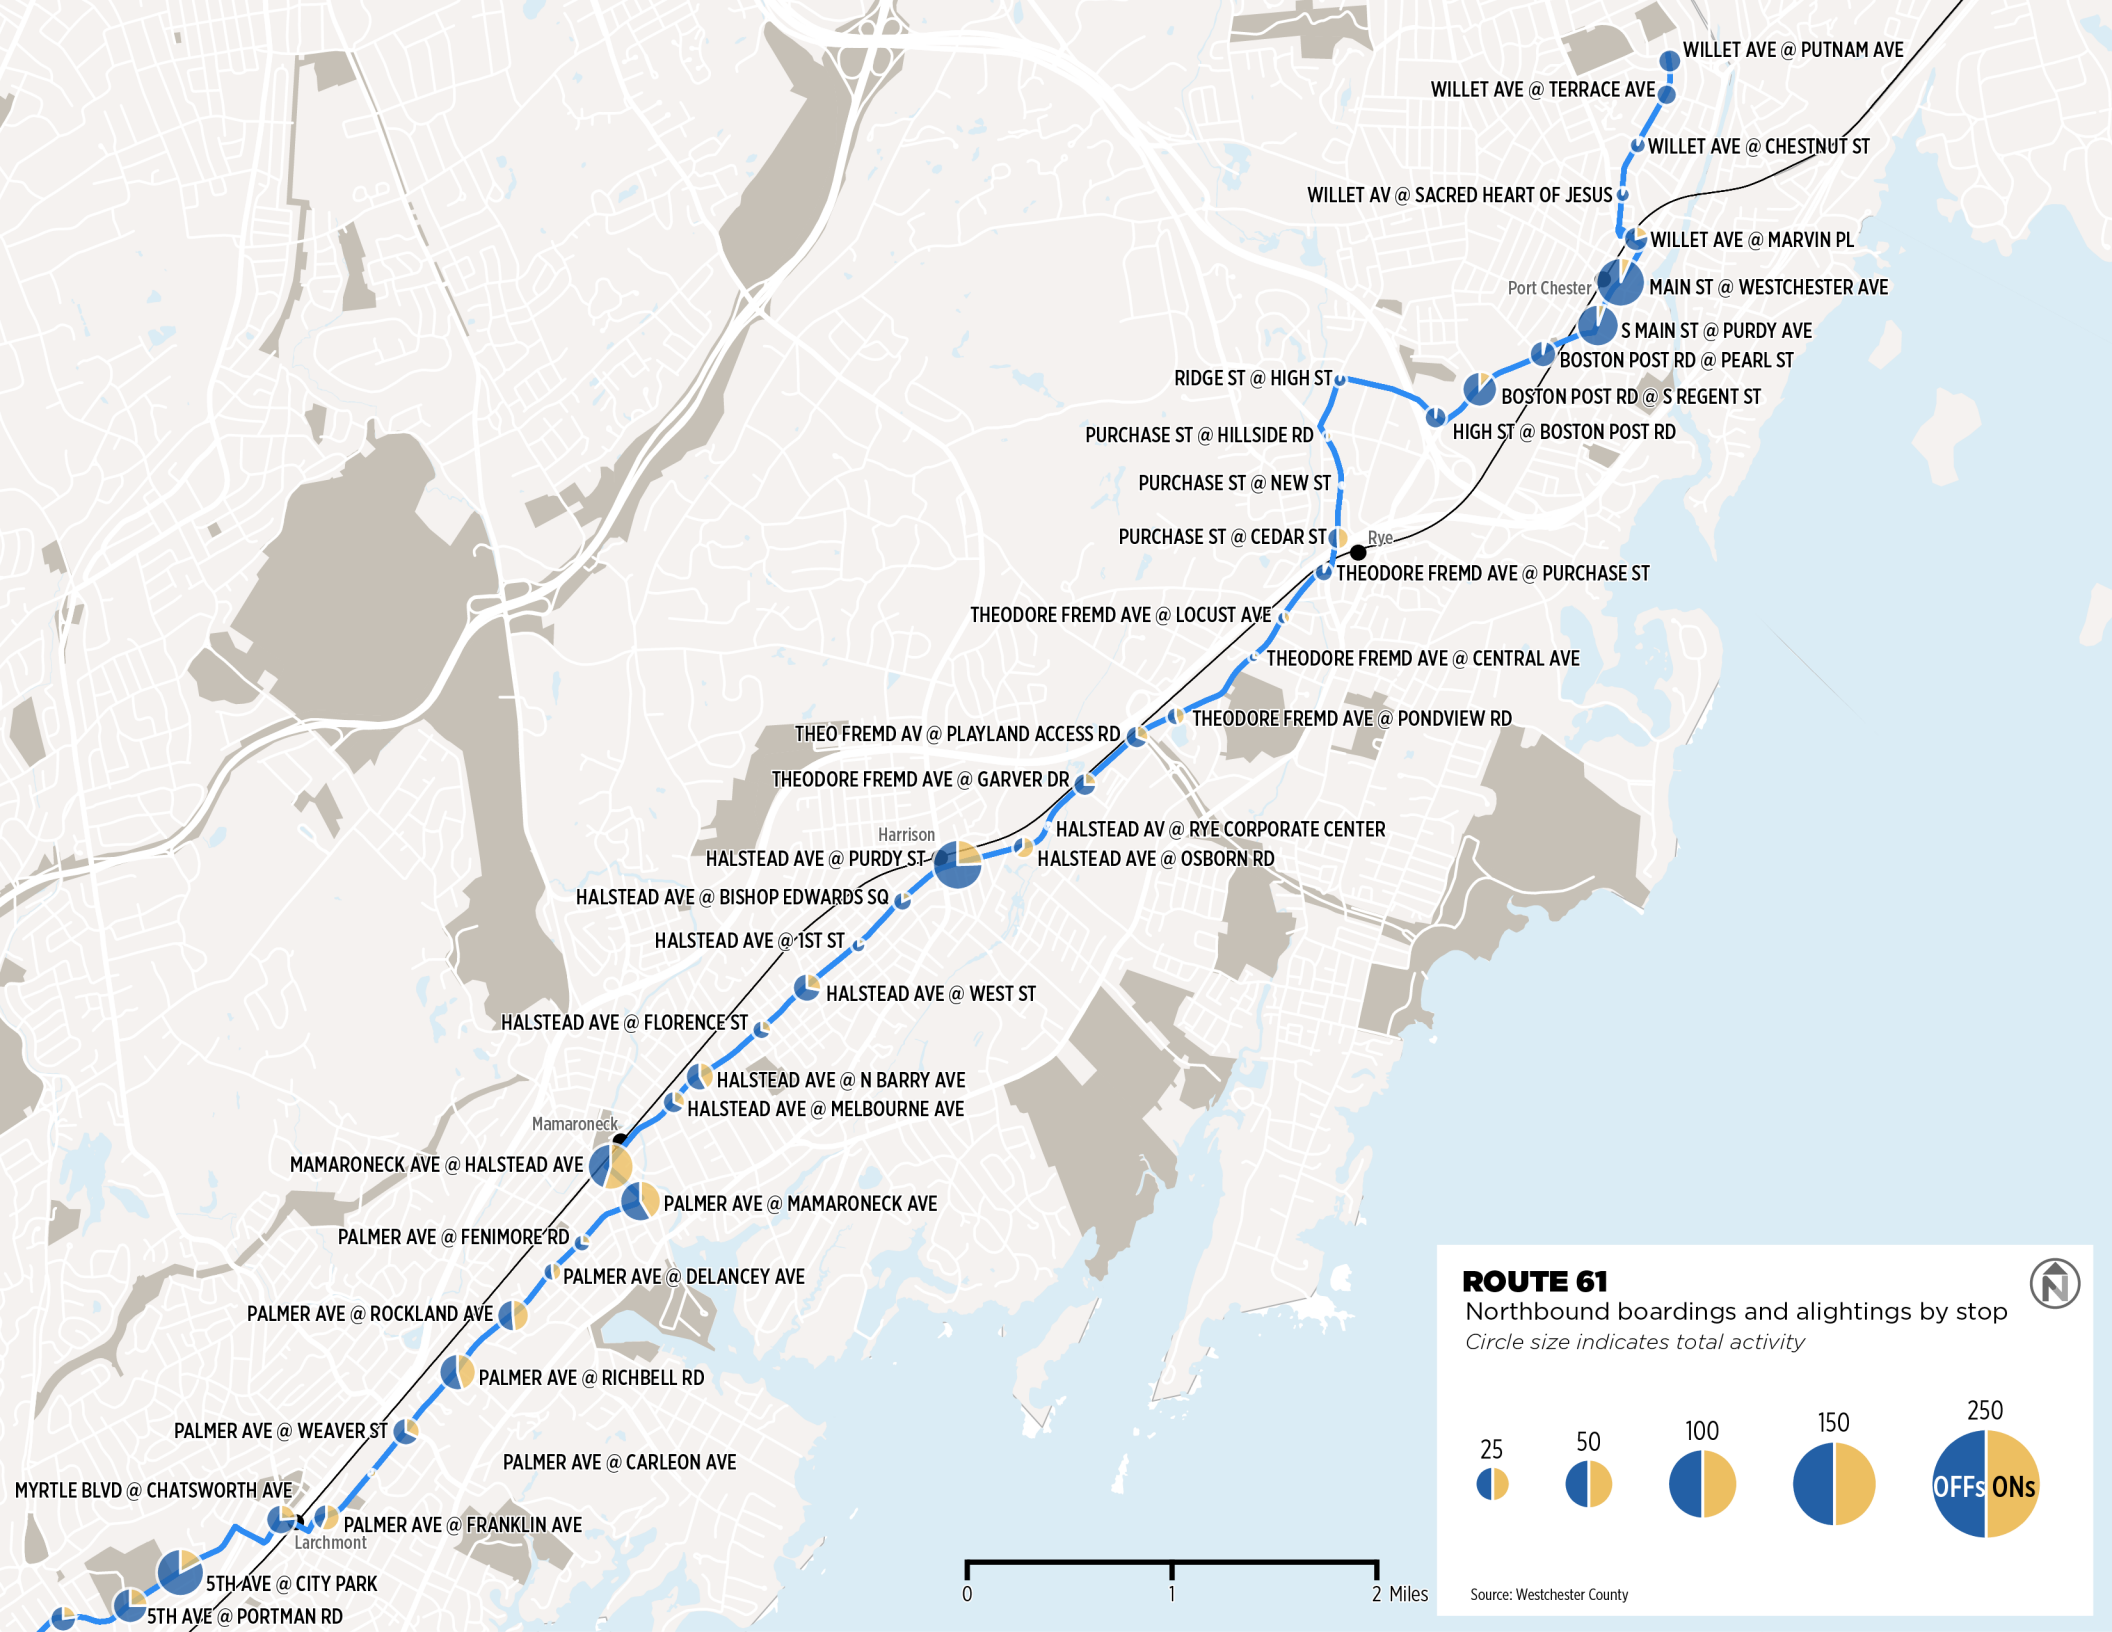 WILLET AVE @ PUTNAM AVE
WILLET AVE @ TERRACE AVE
WILLET AVE @ CHESTNUT ST
WILLET AV @ SACRED HEART OF JESUS
WILLET AVE @ MARVIN PL
Port Chester
MAIN ST @ WESTCHESTER AVE
S MAIN ST @ PURDY AVE
BOSTON POST RD @ PEARL ST
RIDGE ST @ HIGH ST
BOSTON POST RD @ S REGENT ST
HIGH ST @ BOSTON POST RD
PURCHASE ST @ HILLSIDE RD
PURCHASE ST @ NEW ST
PURCHASE ST @ CEDAR ST
Rye
THEODORE FREMD AVE @ PURCHASE ST
THEODORE FREMD AVE @ LOCUST AVE
THEODORE FREMD AVE @ CENTRAL AVE
THEODORE FREMD AVE @ PONDVIEW RD
THEO FREMD AV @ PLAYLAND ACCESS RD
THEODORE FREMD AVE @ GARVER DR
HALSTEAD AV @ RYE CORPORATE CENTER
Harrison
HALSTEAD AVE @ PURDY ST
HALSTEAD AVE @ OSBORN RD
HALSTEAD AVE @ BISHOP EDWARDS SQ
HALSTEAD AVE @ 1ST ST
HALSTEAD AVE @ WEST ST
HALSTEAD AVE @ FLORENCE ST
HALSTEAD AVE @ N BARRY AVE
HALSTEAD AVE @ MELBOURNE AVE
Mamaroneck
MAMARONECK AVE @ HALSTEAD AVE
PALMER AVE @ MAMARONECK AVE
PALMER AVE @ FENIMORE RD
PALMER AVE @ DELANCEY AVE
PALMER AVE @ ROCKLAND AVE
PALMER AVE @ RICHBELL RD
PALMER AVE @ WEAVER ST
PALMER AVE @ CARLEON AVE
MYRTLE BLVD @ CHATSWORTH AVE
PALMER AVE @ FRANKLIN AVE
Larchmont
5TH AVE @ CITY PARK
5TH AVE @ PORTMAN RD
0 1 2 Miles
ROUTE 61
N
Northbound boardings and alightings by stop
Circle size indicates total activity
25 50 100 150 250
OFFs ONs
Source: Westchester County